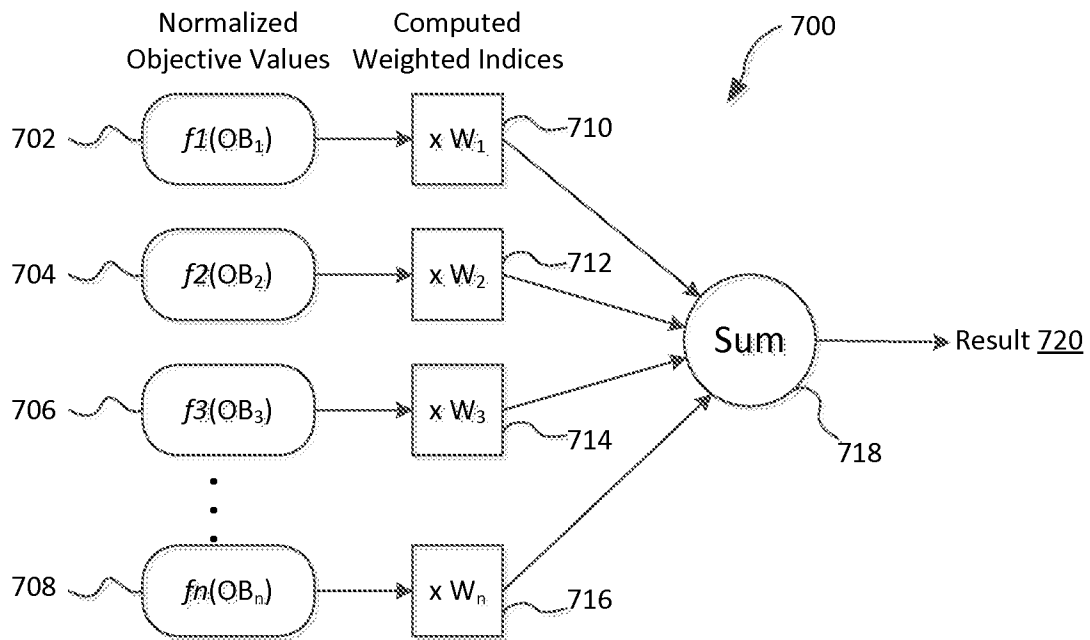 Normalized
Objective Values
Computed
Weighted Indices
700
702
f1(OB₁)
x W₁
710
704
f2(OB₂)
x W₂
712
Sum
Result 720
706
f3(OB₃)
x W₃
714
718
708
fn(OBₙ)
x Wₙ
716